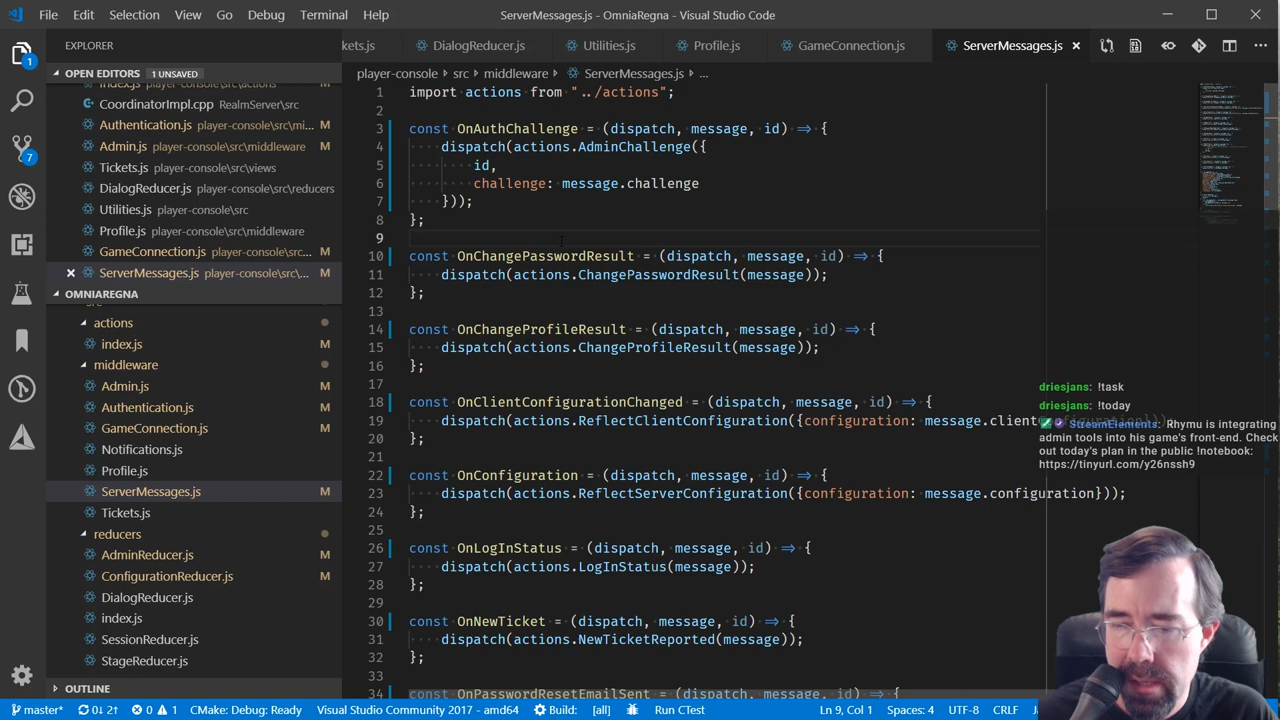 File Edit Selection View Go Debug Terminal Help
ServerMessages.js - OmniaRegna - Visual Studio Code
EXPLORER
kets.js DialogReducer.js Utilities.js Profile.js GameConnection.js ServerMessages.js
OPEN EDITORS 1 UNSAVED
index.js player-console\src\actions
CoordinatorImpl.cpp RealmServer\src
Authentication.js player-console\src\mi... M
Admin.js player-console\src\middleware M
Tickets.js player-console\src\views
DialogReducer.js player-console\src\reducers
Utilities.js player-console\src
Profile.js player-console\src\middleware
GameConnection.js player-console\src... M
ServerMessages.js player-console\src\... M
OMNIAREGNA
src
actions
index.js M
middleware
Admin.js M
Authentication.js M
GameConnection.js M
Notifications.js
Profile.js
ServerMessages.js M
Tickets.js
reducers
AdminReducer.js M
ConfigurationReducer.js M
DialogReducer.js
index.js
SessionReducer.js
StageReducer.js
OUTLINE
player-console > src > middleware > ServerMessages.js > ...
1 import actions from "../actions";
2
3 const OnAuthChallenge = (dispatch, message, id) => {
4 dispatch(actions.AdminChallenge({
5 id,
6 challenge: message.challenge
7 }));
8 };
9
10 const OnChangePasswordResult = (dispatch, message, id) => {
11 dispatch(actions.ChangePasswordResult(message));
12 };
13
14 const OnChangeProfileResult = (dispatch, message, id) => {
15 dispatch(actions.ChangeProfileResult(message));
16 };
17
18 const OnClientConfigurationChanged = (dispatch, message, id) => {
19 dispatch(actions.ReflectClientConfiguration({configuration: message.client
20 };
21
22 const OnConfiguration = (dispatch, message, id) => {
23 dispatch(actions.ReflectServerConfiguration({configuration: message.configuration}));
24 };
25
26 const OnLogInStatus = (dispatch, message, id) => {
27 dispatch(actions.LogInStatus(message));
28 };
29
30 const OnNewTicket = (dispatch, message, id) => {
31 dispatch(actions.NewTicketReported(message));
32 };
33
34 const OnPasswordResetEmailSent = (dispatch, message, id) => {
driesjans: !task
driesjans: !today
StreamElements: Rhymu is integrating
admin tools into his game's front-end. Check
out today's plan in the public !notebook:
https://tinyurl.com/y26nssh9
1
7
master* 0↓ 2↑ 0 1 CMake: Debug: Ready Visual Studio Community 2017 - amd64 Build: [all] Run CTest Ln 9, Col 1 Spaces: 4 UTF-8 CRLF